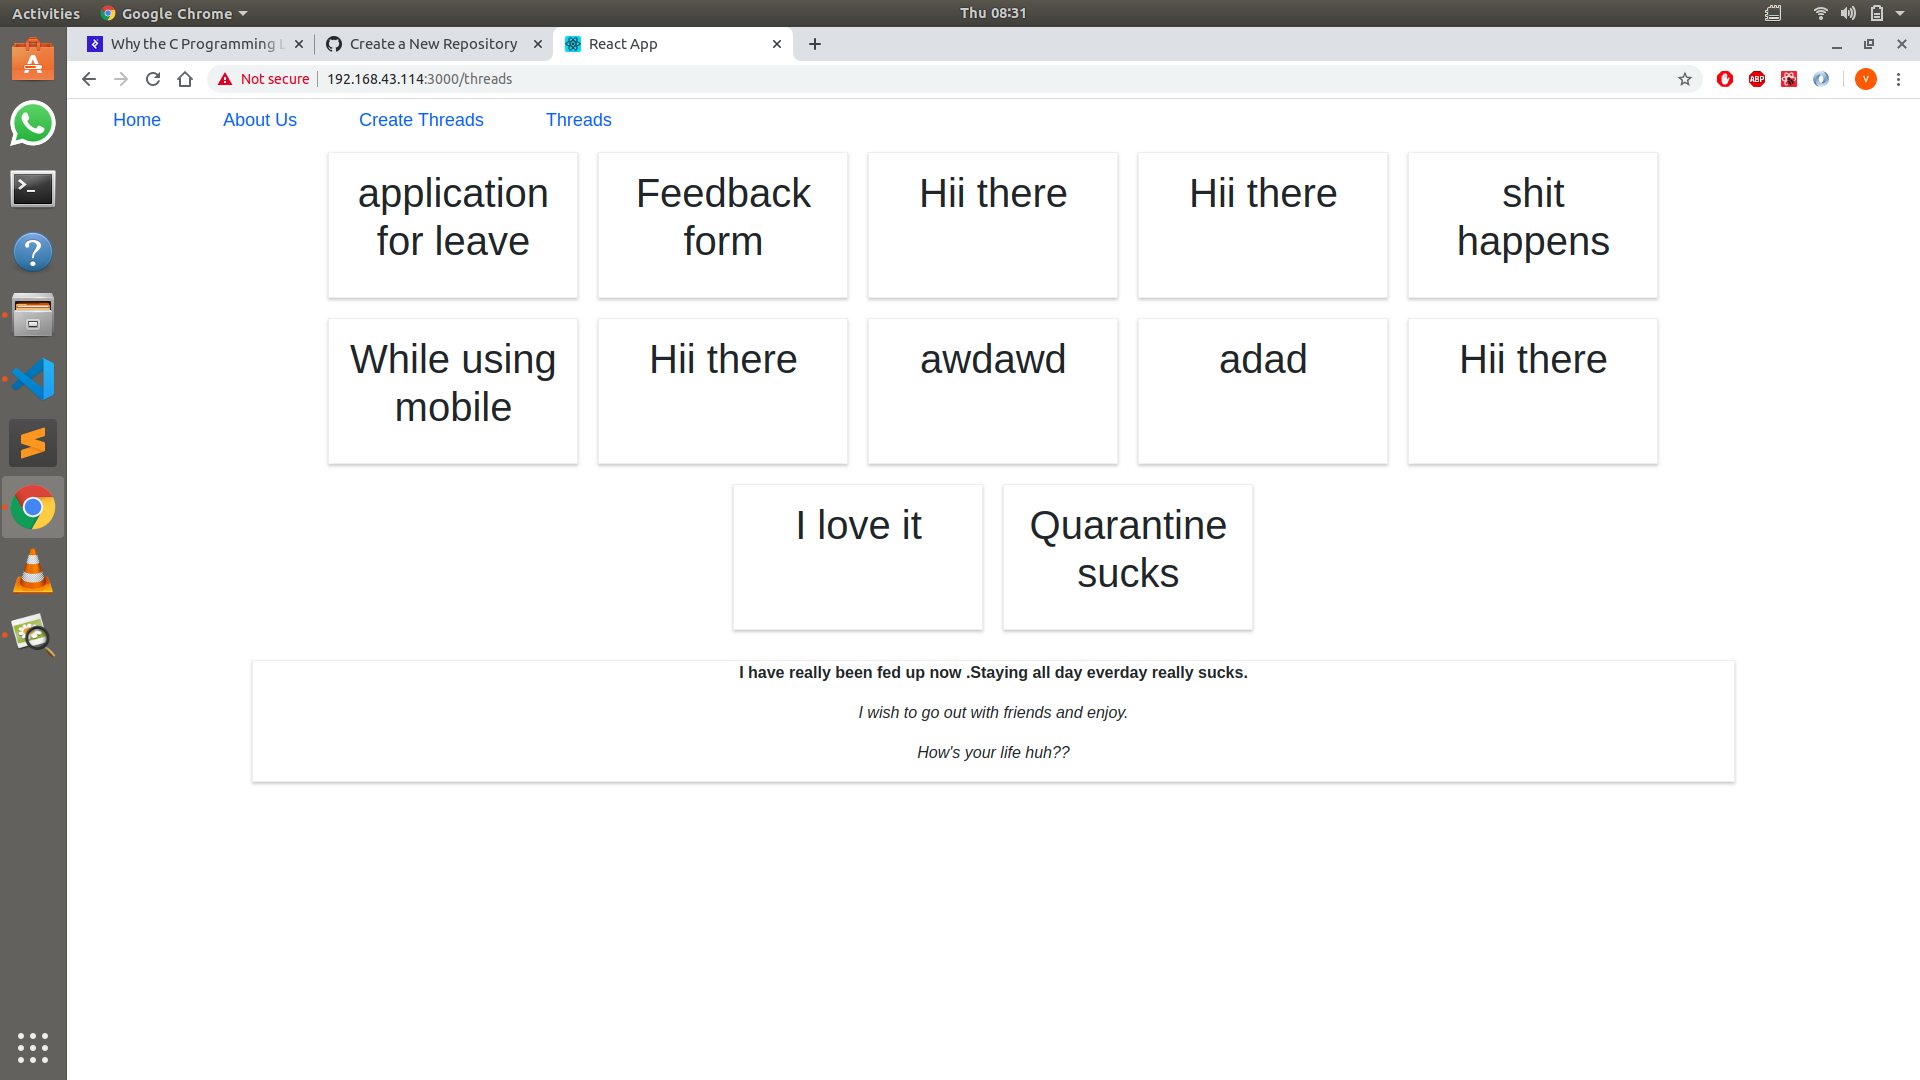 Activities Google Chrome Thu 08:31
Why the C Programming L Create a New Repository React App
Not secure 192.168.43.114:3000/threads ABP V
Home About Us Create Threads Threads
application
for leave
Feedback
form
Hii there
Hii there
shit
happens
While using
mobile
Hii there
awdawd
adad
Hii there
I love it
Quarantine
sucks
I have really been fed up now .Staying all day everday really sucks.
I wish to go out with friends and enjoy.
How's your life huh??